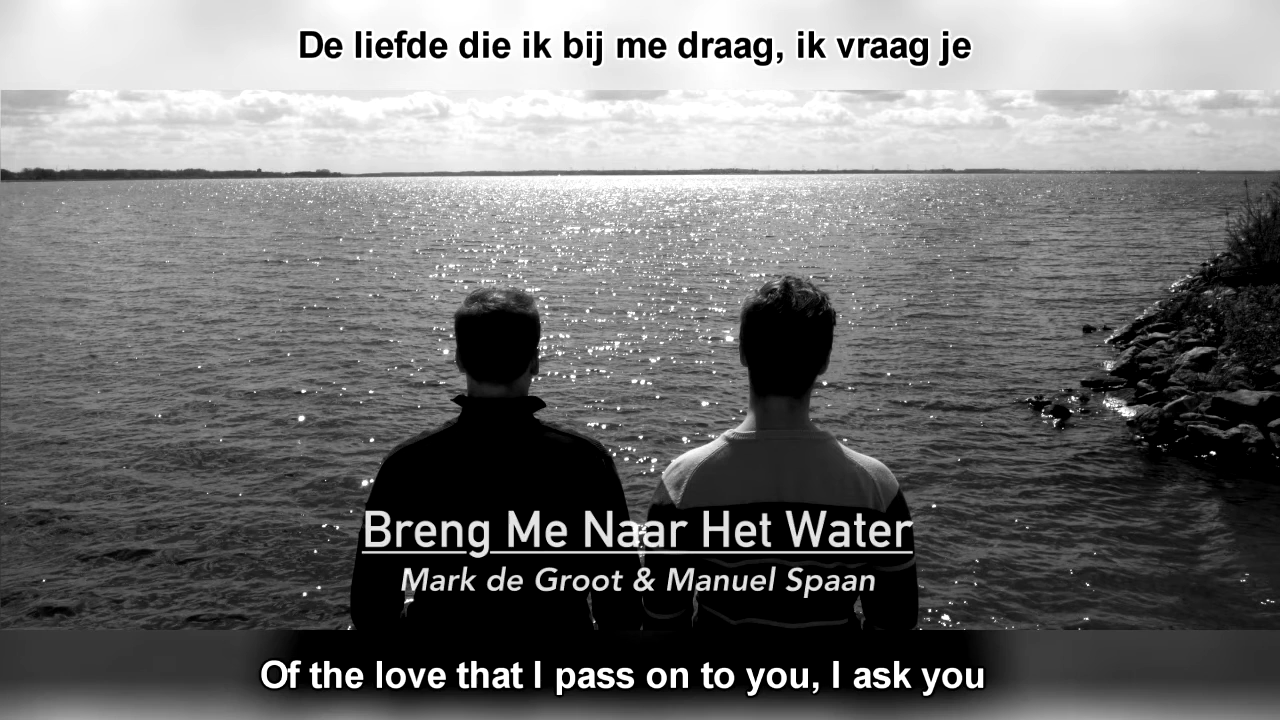 De liefde die ik bij me draag, ik vraag je
Breng Me Naar Het Water
Mark de Groot & Manuel Spaan
Of the love that I pass on to you, I ask you